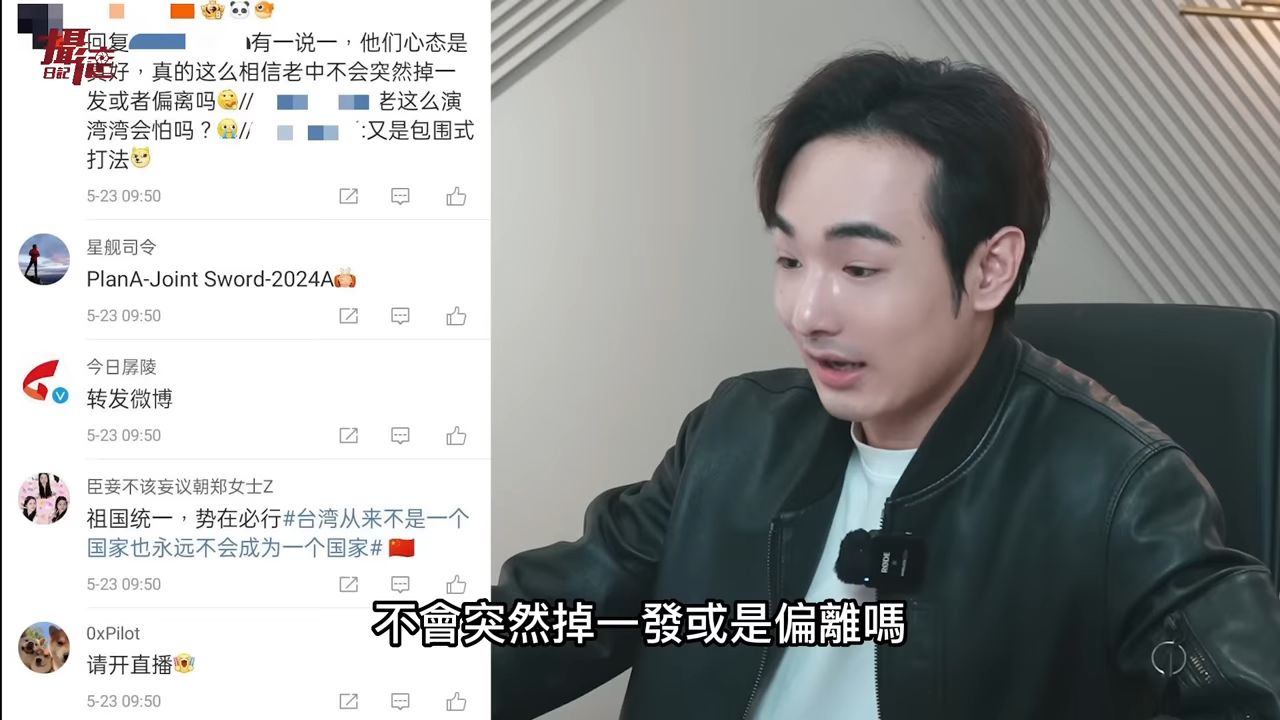 攝徒
日記
回复
有一说一，他们心态是
真好，真的这么相信老中不会突然掉一
发或者偏离吗//
老这么演
湾湾会怕吗？//
:又是包围式
打法
5-23 09:50
星舰司令
PlanA-Joint Sword-2024A
5-23 09:50
今日孱陵
转发微博
5-23 09:50
臣妾不该妄议朝郑女士Z
祖国统一，势在必行#台湾从来不是一个
国家也永远不会成为一个国家#
5-23 09:50
0xPilot
请开直播
5-23 09:50
RØDE
不會突然掉一發或是偏離嗎